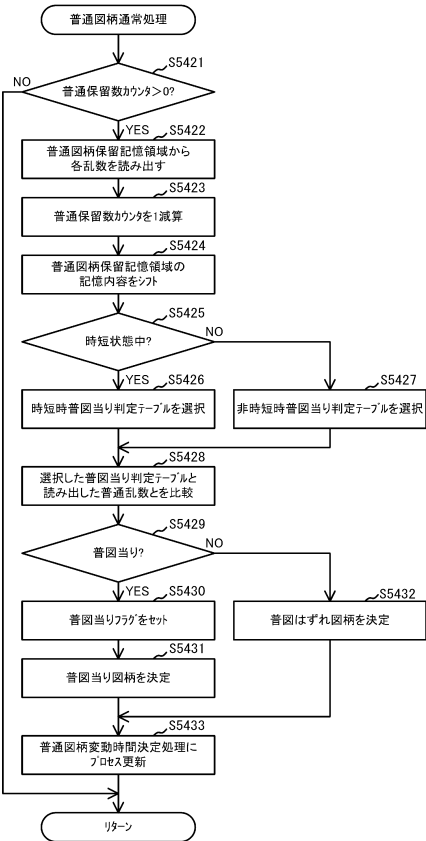 普通図柄通常処理
S5421
NO
普通保留数カウンタ>0?
YES
S5422
普通図柄保留記憶領域から
各乱数を読み出す
S5423
普通保留数カウンタを1減算
S5424
普通図柄保留記憶領域の
記憶内容をシフト
S5425
時短状態中?
NO
YES
S5426
時短時普図当り判定テーブルを選択
S5427
非時短時普図当り判定テーブルを選択
S5428
選択した普図当り判定テーブルと
読み出した普通乱数とを比較
S5429
普図当り?
NO
YES
S5430
普図当りフラグをセット
S5432
普図はずれ図柄を決定
S5431
普図当り図柄を決定
S5433
普通図柄変動時間決定処理に
プロセス更新
リターン